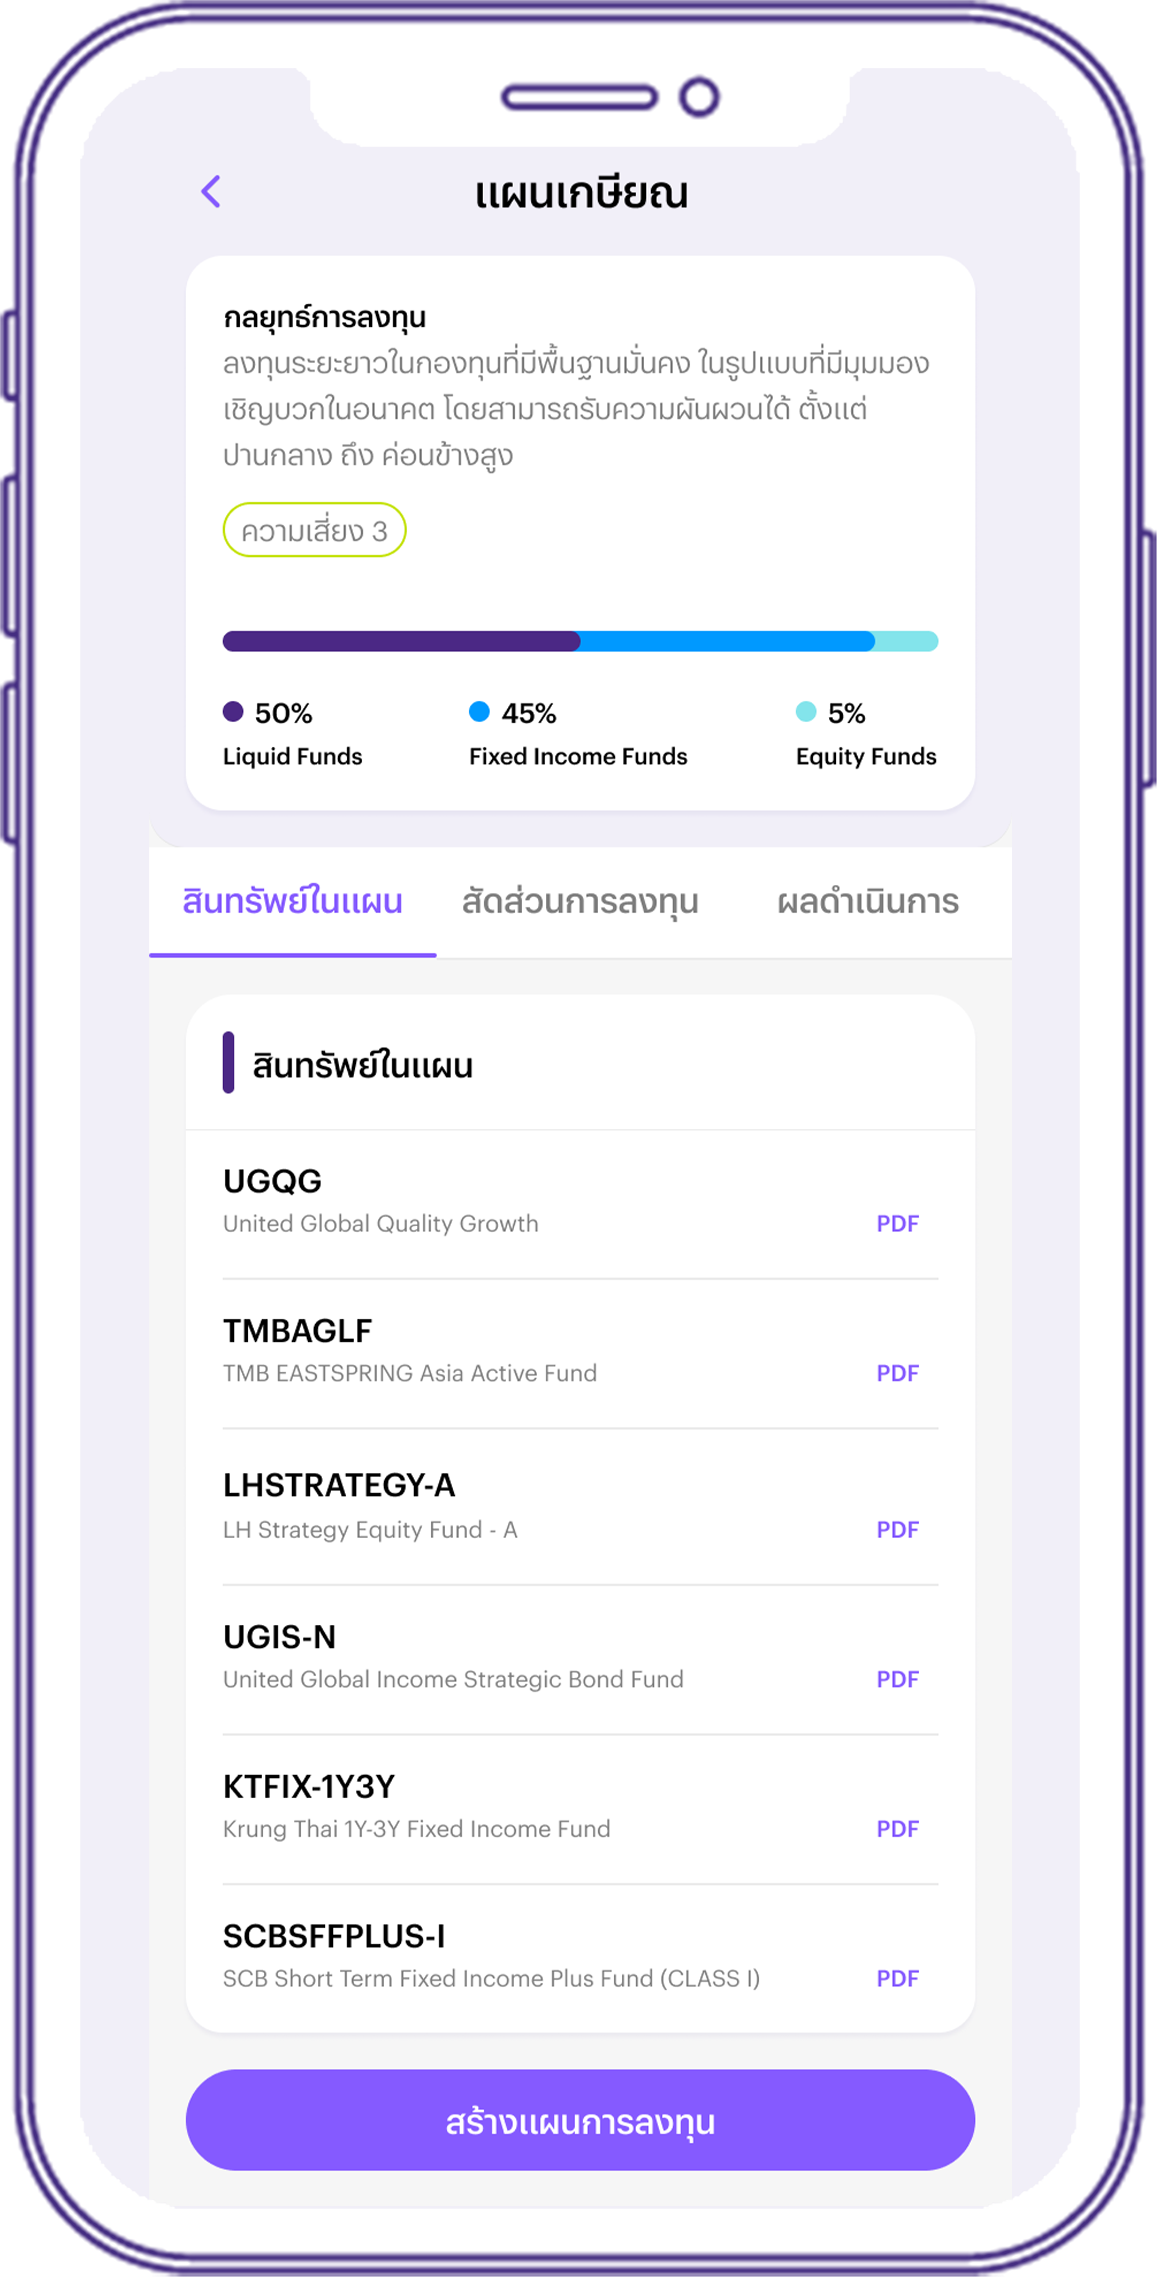 แผนเกษียณ
กลยุทธ์การลงทุน
ลงทุนระยะยาวในกองทุนที่มีพื้นฐานมั่นคง ในรูปแบบที่มีมุมมอง
เชิญบวกในอนาคต โดยสามารถรับความผันผวนได้ ตั้งแต่
ปานกลาง ถึง ค่อนข้างสูง
ความเสี่ยง 3
50% 45% 5%
Liquid Funds Fixed Income Funds Equity Funds
สินทรัพย์ในแผน สัดส่วนการลงทุน ผลดำเนินการ
สินทรัพย์ในแผน
UGQG
United Global Quality Growth PDF
TMBAGLF
TMB EASTSPRING Asia Active Fund PDF
LHSTRATEGY-A
LH Strategy Equity Fund - A PDF
UGIS-N
United Global Income Strategic Bond Fund PDF
KTFIX-1Y3Y
Krung Thai 1Y-3Y Fixed Income Fund PDF
SCBSFFPLUS-I
SCB Short Term Fixed Income Plus Fund (CLASS I) PDF
สร้างแผนการลงทุน